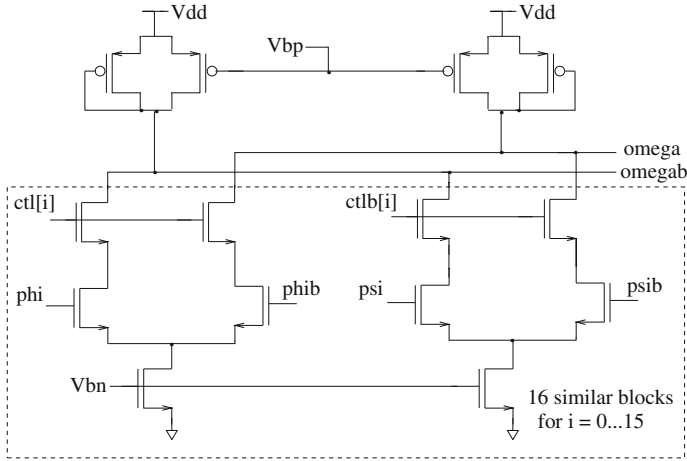 Vdd
Vdd
Vbp
omega
omegab
ctl[i]
ctlb[i]
phi
phib
psi
psib
Vbn
16 similar blocks
for i = 0...15